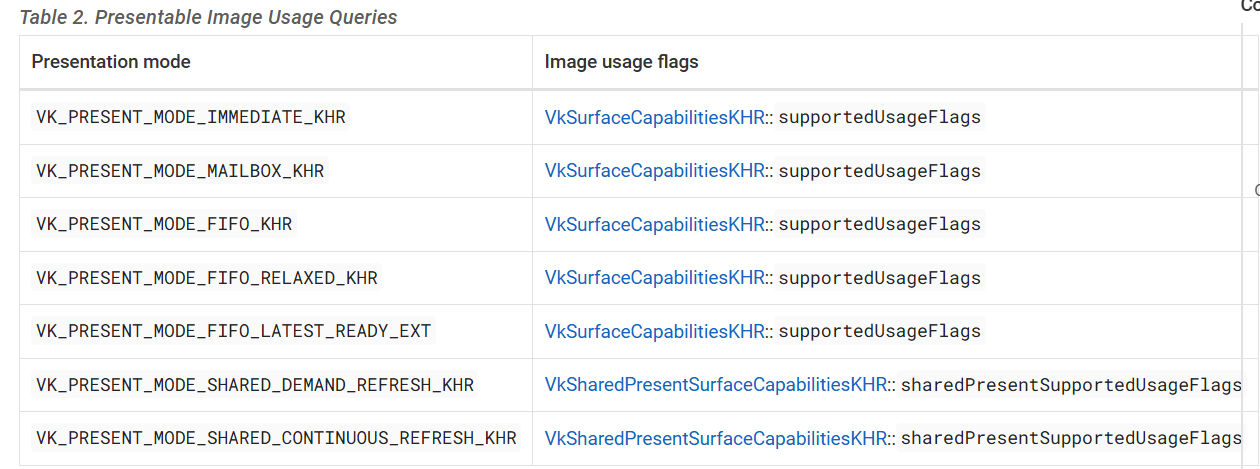 Table 2. Presentable Image Usage Queries
Co
Presentation mode Image usage flags
VK_PRESENT_MODE_IMMEDIATE_KHR VkSurfaceCapabilitiesKHR:: supportedUsageFlags
VK_PRESENT_MODE_MAILBOX_KHR VkSurfaceCapabilitiesKHR:: supportedUsageFlags
VK_PRESENT_MODE_FIFO_KHR VkSurfaceCapabilitiesKHR:: supportedUsageFlags
VK_PRESENT_MODE_FIFO_RELAXED_KHR VkSurfaceCapabilitiesKHR:: supportedUsageFlags
VK_PRESENT_MODE_FIFO_LATEST_READY_EXT VkSurfaceCapabilitiesKHR:: supportedUsageFlags
VK_PRESENT_MODE_SHARED_DEMAND_REFRESH_KHR VkSharedPresentSurfaceCapabilitiesKHR:: sharedPresentSupportedUsageFlags
VK_PRESENT_MODE_SHARED_CONTINUOUS_REFRESH_KHR VkSharedPresentSurfaceCapabilitiesKHR:: sharedPresentSupportedUsageFlags